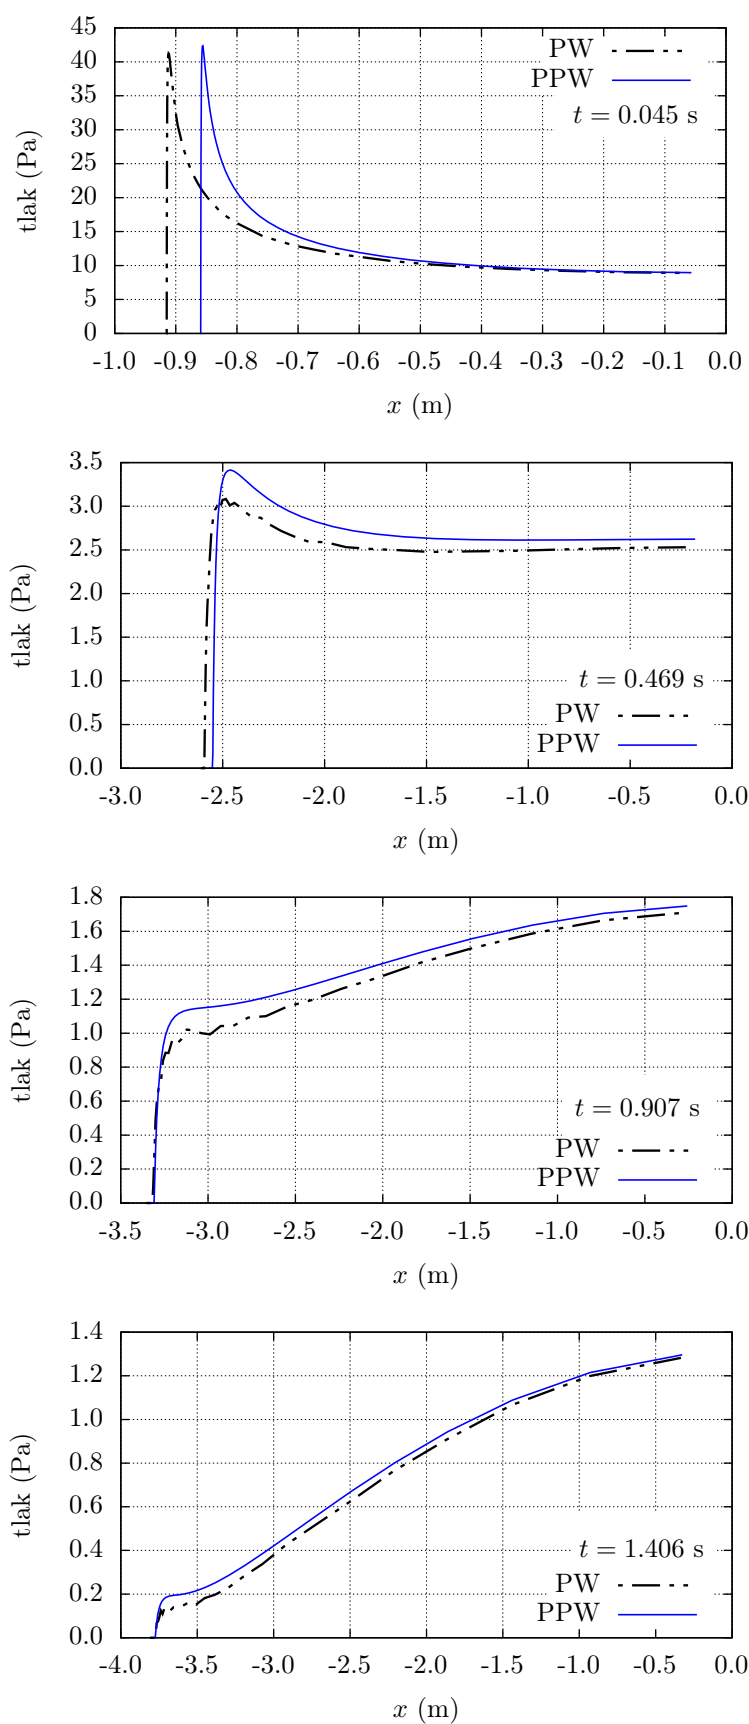 45
40
35
30
25
20
15
10
5
0
tlak (Pa)
PW
PPW
t = 0.045 s
-1.0 -0.9 -0.8 -0.7 -0.6 -0.5 -0.4 -0.3 -0.2 -0.1 0.0
x (m)
3.5
3.0
2.5
2.0
1.5
1.0
0.5
0.0
tlak (Pa)
t = 0.469 s
PW
PPW
-3.0 -2.5 -2.0 -1.5 -1.0 -0.5 0.0
x (m)
1.8
1.6
1.4
1.2
1.0
0.8
0.6
0.4
0.2
0.0
tlak (Pa)
t = 0.907 s
PW
PPW
-3.5 -3.0 -2.5 -2.0 -1.5 -1.0 -0.5 0.0
x (m)
1.4
1.2
1.0
0.8
0.6
0.4
0.2
0.0
tlak (Pa)
t = 1.406 s
PW
PPW
-4.0 -3.5 -3.0 -2.5 -2.0 -1.5 -1.0 -0.5 0.0
x (m)